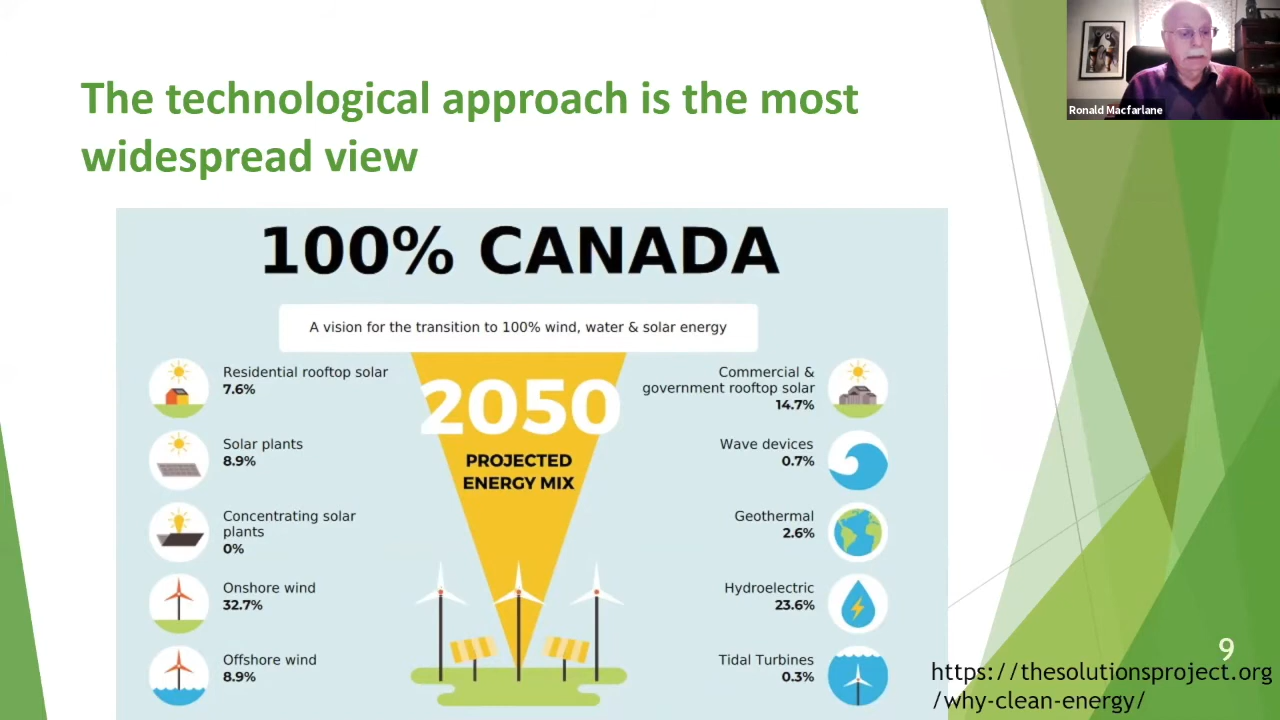 The technological approach is the most
widespread view
Ronald Macfarlane
100% CANADA
A vision for the transition to 100% wind, water & solar energy
2050
PROJECTED
ENERGY MIX
Residential rooftop solar
7.6%
Solar plants
8.9%
Concentrating solar
plants
0%
Onshore wind
32.7%
Offshore wind
8.9%
Commercial &
government rooftop solar
14.7%
Wave devices
0.7%
Geothermal
2.6%
Hydroelectric
23.6%
Tidal Turbines
0.3%
9
https://thesolutionsproject.org
/why-clean-energy/